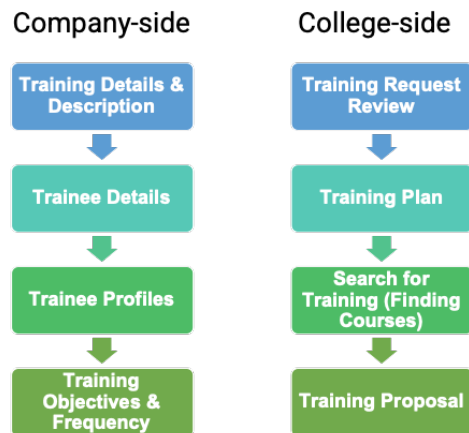 Company-side
Training Details &
Description
Trainee Details
Trainee Profiles
Training
Objectives &
Frequency
College-side
Training Request
Review
Training Plan
Search for
Training (Finding
Courses)
Training Proposal